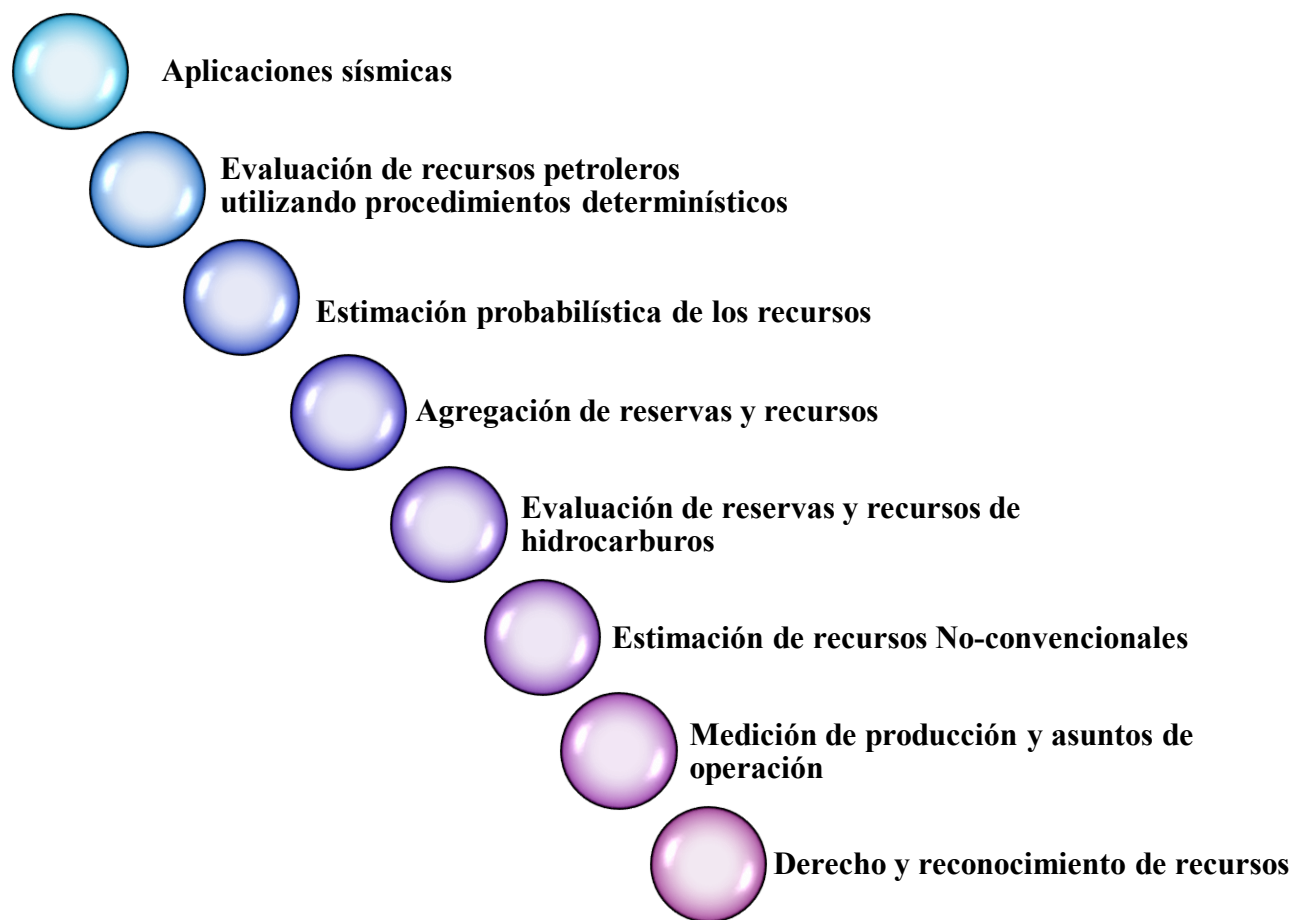 Aplicaciones sísmicas
Evaluación de recursos petroleros
utilizando procedimientos determinísticos
Estimación probabilística de los recursos
Agregación de reservas y recursos
Evaluación de reservas y recursos de
hidrocarburos
Estimación de recursos No-convencionales
Medición de producción y asuntos de
operación
Derecho y reconocimiento de recursos